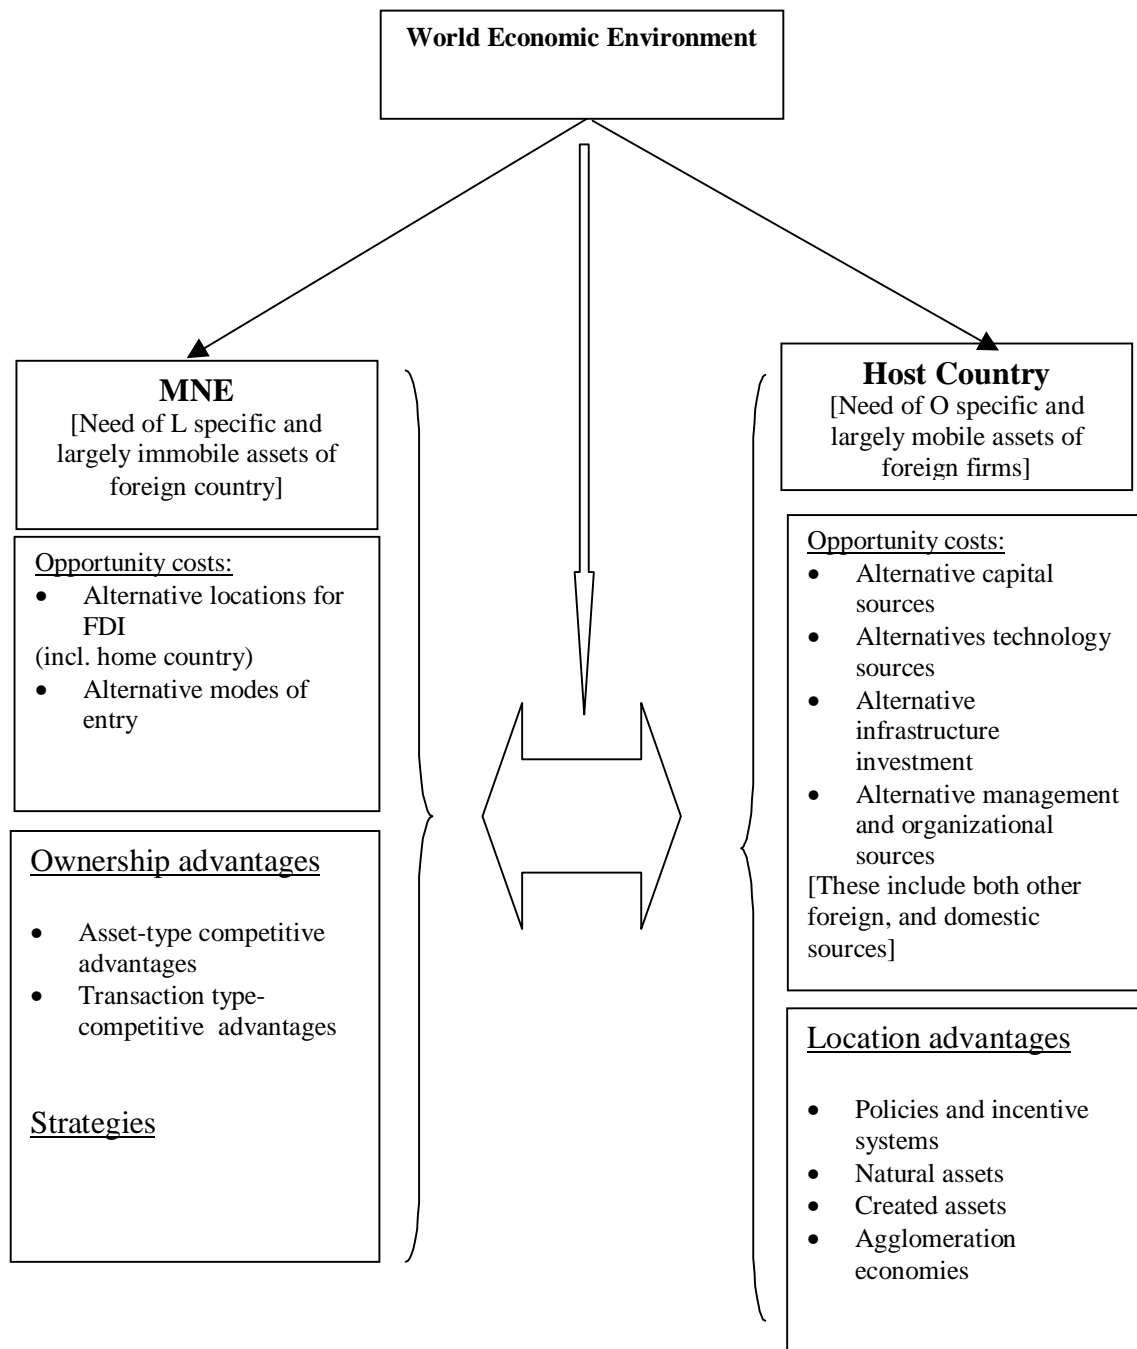 World Economic Environment
MNE
[Need of L specific and
largely immobile assets of
foreign country]
Opportunity costs:
• Alternative locations for
FDI
(incl. home country)
• Alternative modes of
entry
Ownership advantages
• Asset-type competitive
advantages
• Transaction type-
competitive advantages
Strategies
Host Country
[Need of O specific and
largely mobile assets of
foreign firms]
Opportunity costs:
• Alternative capital
sources
• Alternatives technology
sources
• Alternative
infrastructure
investment
• Alternative management
and organizational
sources
[These include both other
foreign, and domestic
sources]
Location advantages
• Policies and incentive
systems
• Natural assets
• Created assets
• Agglomeration
economies